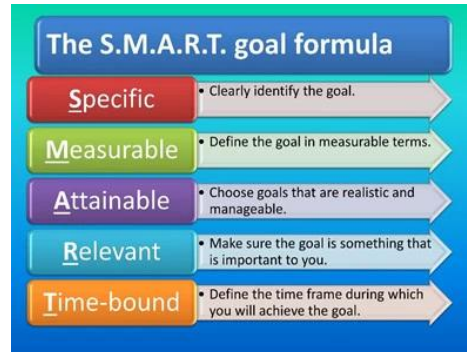 The S.M.A.R.T. goal formula
Specific
• Clearly identify the goal.
Measurable
• Define the goal in measurable terms.
Attainable
• Choose goals that are realistic and
manageable.
Relevant
• Make sure the goal is something that
is important to you.
Time-bound
• Define the time frame during which
you will achieve the goal.